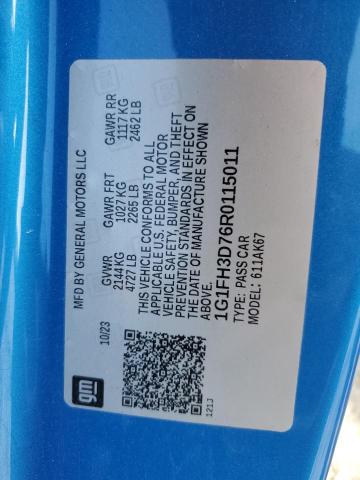 MFD BY GENERAL MOTORS LLC
10/23
GVWR GAWR FRT GAWR RR
2144 KG 1027 KG 1117 KG
4727 LB 2265 LB 2462 LB
THIS VEHICLE CONFORMS TO ALL
APPLICABLE U.S. FEDERAL MOTOR
VEHICLE SAFETY, BUMPER, AND THEFT
PREVENTION STANDARDS IN EFFECT ON
THE DATE OF MANUFACTURE SHOWN
ABOVE.
1G1FH3D76R0115011
TYPE: PASS CAR
MODEL: 611AK67
gm
121J